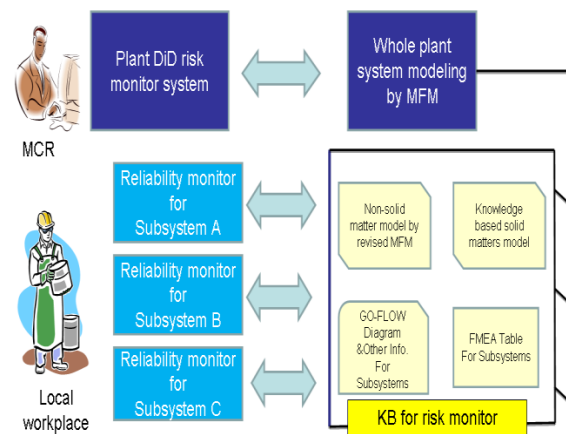 Plant DiD risk
monitor system
Whole plant
system modeling
by MFM
MCR
Reliability monitor
for
Subsystem A
Reliability monitor
for
Subsystem B
Reliability monitor
for
Subsystem C
Local
workplace
Non-solid
matter model by
revised MFM
Knowledge
based solid
matters model
GO-FLOW
Diagram
&Other Info.
For
Subsystems
FMEA Table
For Subsystems
KB for risk monitor